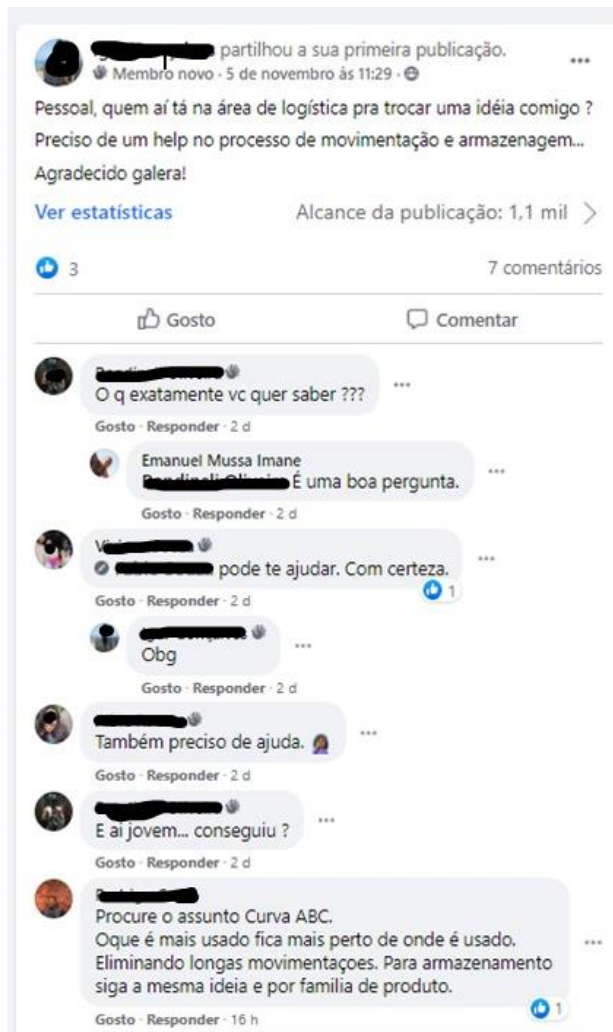 partilhou a sua primeira publicação.
Membro novo · 5 de novembro às 11:29 ·
Pessoal, quem aí tá na área de logística pra trocar uma idéia comigo ?
Preciso de um help no processo de movimentação e armazenagem...
Agradecido galera!
Ver estatísticas Alcance da publicação: 1,1 mil
3 7 comentários
Gosto Comentar
O q exatamente vc quer saber ???
Gosto · Responder · 2 d
Emanuel Mussa Imane
É uma boa pergunta.
Gosto · Responder · 2 d
pode te ajudar. Com certeza.
1
Gosto · Responder · 2 d
Obg
Gosto · Responder · 2 d
Também preciso de ajuda.
Gosto · Responder · 2 d
E ai jovem... conseguiu ?
Gosto · Responder · 2 d
Procure o assunto Curva ABC.
Oque é mais usado fica mais perto de onde é usado.
Eliminando longas movimentaçoes. Para armazenamento
siga a mesma ideia e por familia de produto.
1
Gosto · Responder · 16 h